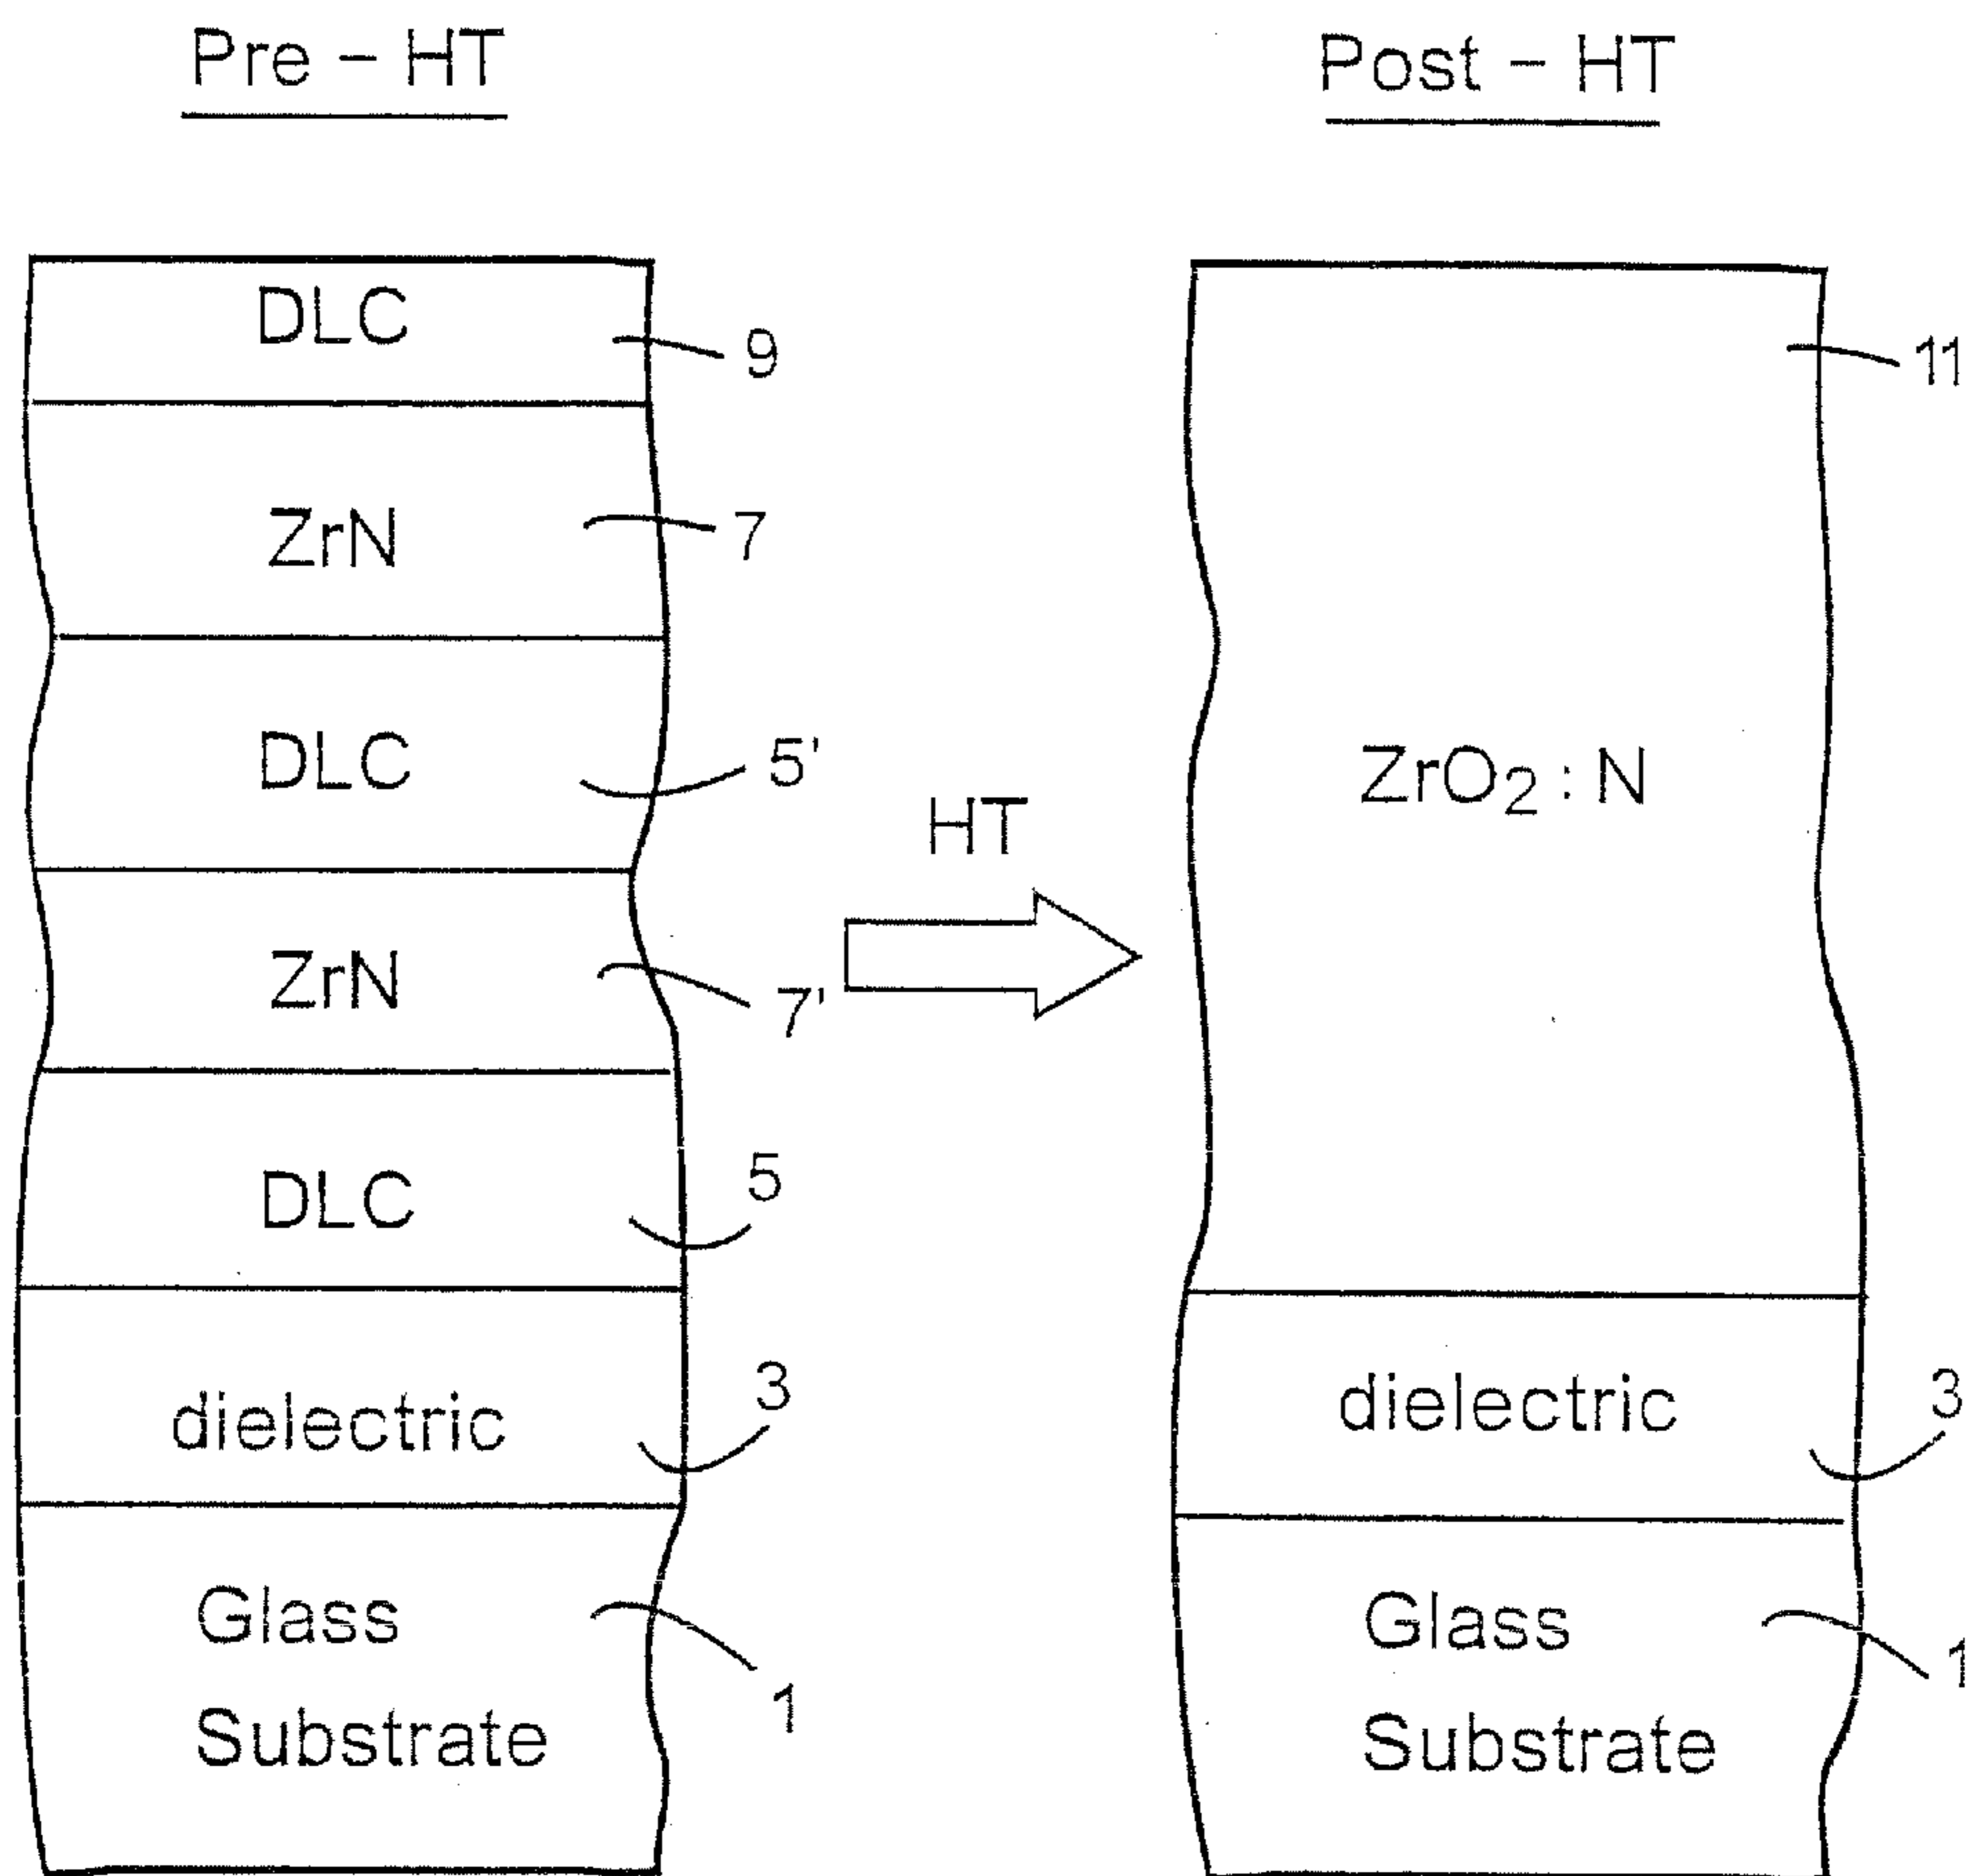 Pre - HT
Post - HT
DLC
9
ZrN
7
DLC
5'
ZrN
7'
DLC
5
dielectric
3
Glass
Substrate
1
HT
11
ZrO2 : N
dielectric
3
Glass
Substrate
1